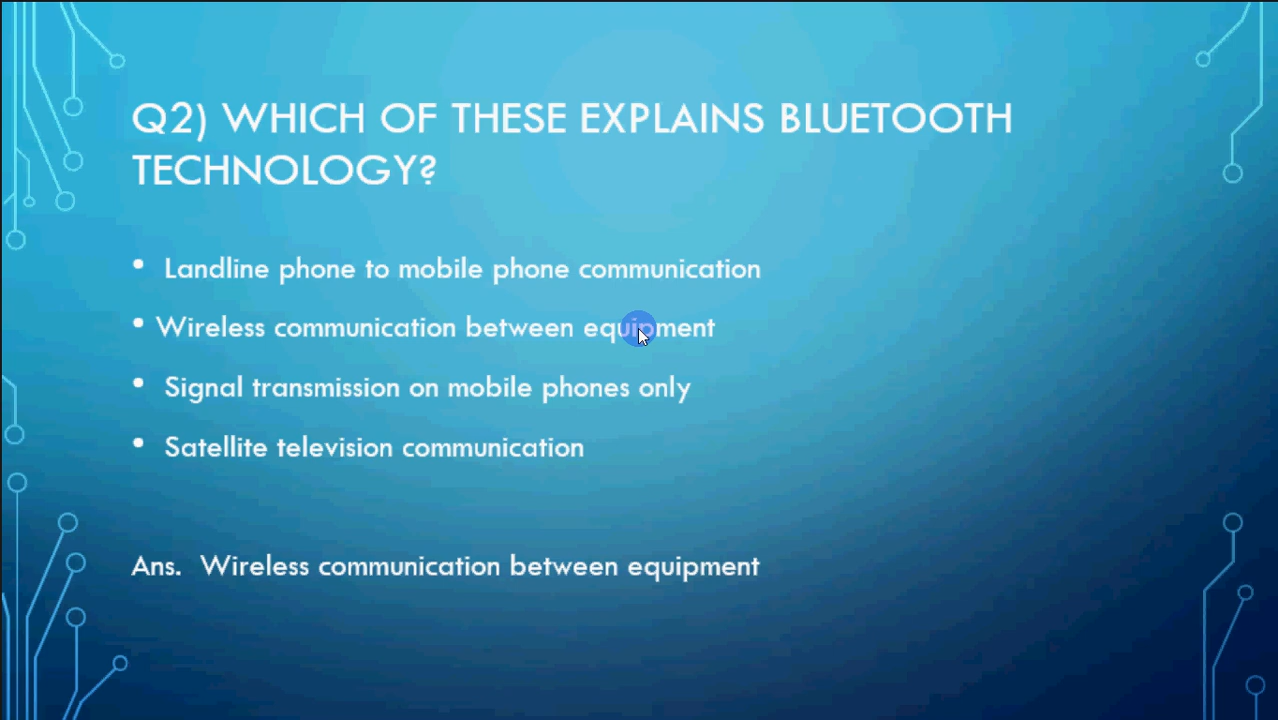 Q2) WHICH OF THESE EXPLAINS BLUETOOTH
TECHNOLOGY?
• Landline phone to mobile phone communication
• Wireless communication between equipment
• Signal transmission on mobile phones only
• Satellite television communication
Ans. Wireless communication between equipment